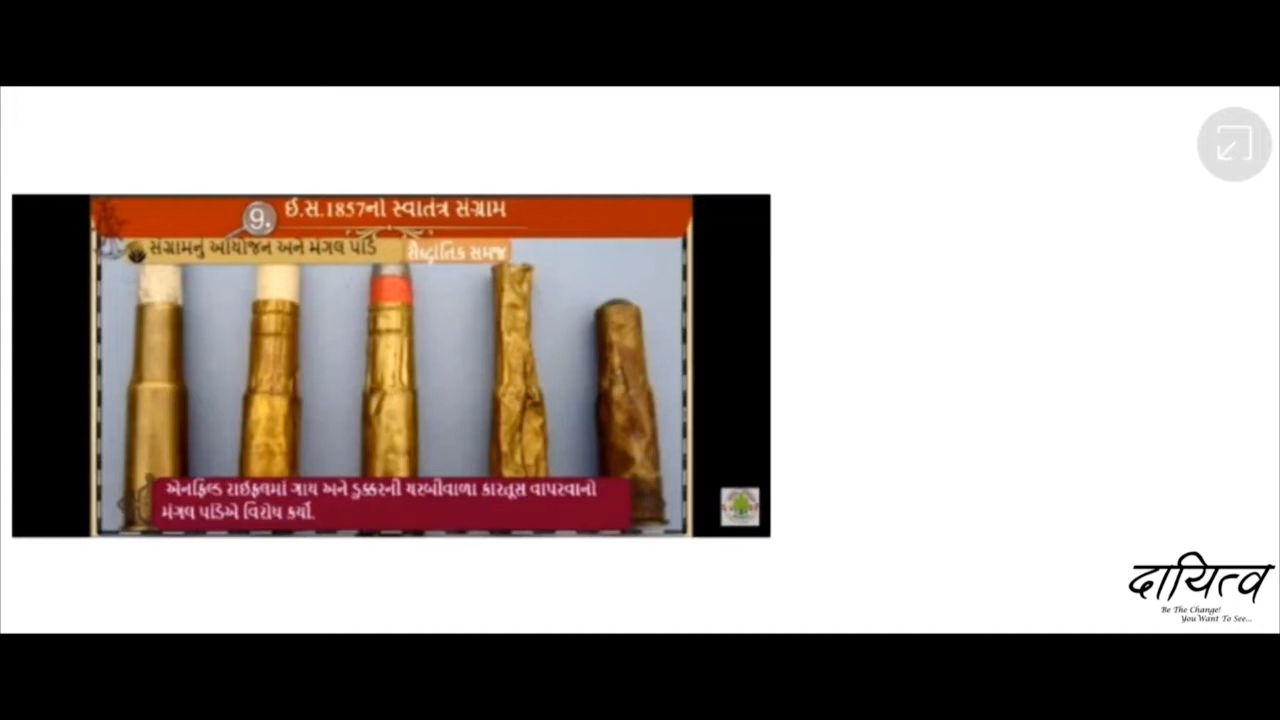 9. ઈ.સ.1857નો સ્વાતંત્ર સંગ્રામ
સંગ્રામનું આયોજન અને મંગલ પાંડે
સૈદ્ધાંતિક સમજ
એનફિલ્ડ રાઈફલમાં ગાય અને ડુક્કરની ચરબીવાળા કારતૂસ વાપરવાનો
મંગલ પાંડેએ વિરોધ કર્યો.
दायित्व
Be The Change!
You Want To See...